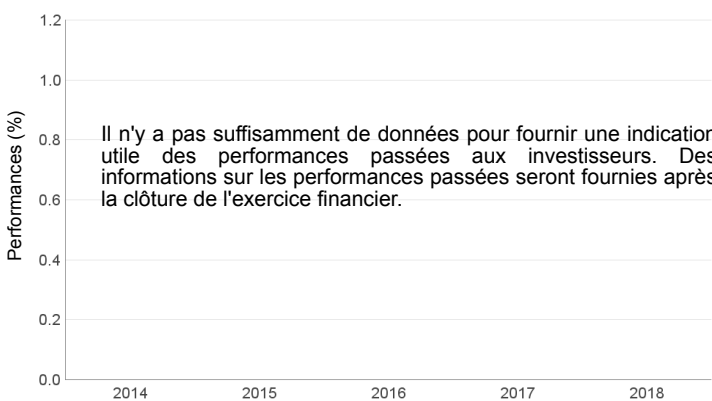 1.2
1.0
Il n'y a pas suffisamment de données pour fournir une indication
0.8
utile des performances passées aux investisseurs. Des
informations sur les performances passées seront fournies après
0.6
la clôture de l'exercice financier.
Performances (%)
0.4
0.2
0.0
2014 2015 2016 2017 2018